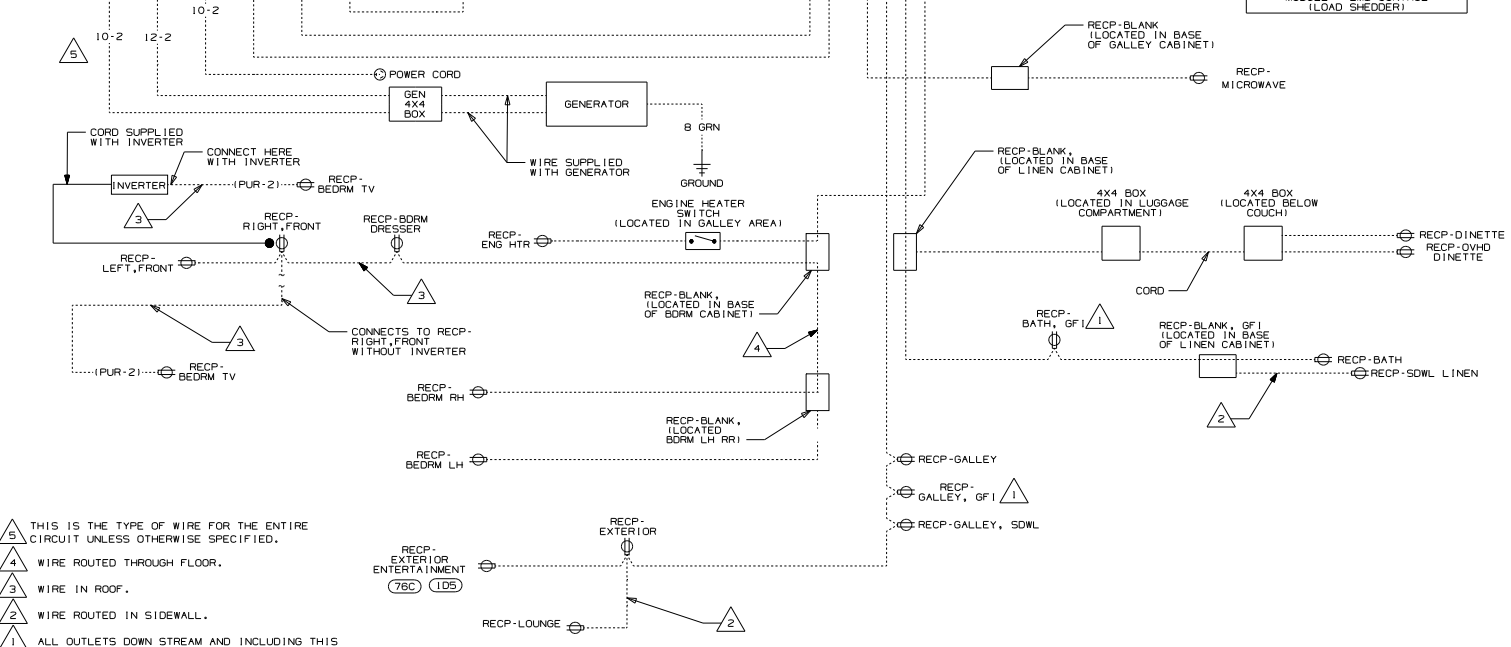 MODULE - EMS CONTROL
(LOAD SHEDDER)
10-2
10-2
12-2
5
POWER CORD
GEN
4X4
BOX
GENERATOR
8 GRN
GROUND
WIRE SUPPLIED
WITH GENERATOR
RECP-BLANK
(LOCATED IN BASE
OF GALLEY CABINET)
RECP-
MICROWAVE
CORD SUPPLIED
WITH INVERTER
CONNECT HERE
WITH INVERTER
INVERTER
(PUR-2)
RECP-
BEDRM TV
3
RECP-
RIGHT,FRONT
RECP-BDRM
DRESSER
RECP-
LEFT,FRONT
3
ENGINE HEATER
SWITCH
(LOCATED IN GALLEY AREA)
RECP-
ENG HTR
RECP-BLANK,
(LOCATED IN BASE
OF BDRM CABINET)
RECP-BLANK,
(LOCATED IN BASE
OF LINEN CABINET)
4X4 BOX
(LOCATED IN LUGGAGE
COMPARTMENT)
4X4 BOX
(LOCATED BELOW
COUCH)
RECP-DINETTE
RECP-OVHD
DINETTE
CORD
3
CONNECTS TO RECP-
RIGHT,FRONT
WITHOUT INVERTER
(PUR-2)
RECP-
BEDRM TV
4
RECP-
BATH, GFI
1
RECP-BLANK, GFI
(LOCATED IN BASE
OF LINEN CABINET)
RECP-BATH
RECP-SDWL LINEN
2
RECP-
BEDRM RH
RECP-BLANK,
(LOCATED
BDRM LH RR)
RECP-
BEDRM LH
RECP-GALLEY
RECP-
GALLEY, GFI
1
RECP-GALLEY, SDWL
RECP-
EXTERIOR
RECP-
EXTERIOR
ENTERTAINMENT
76C
1D5
RECP-LOUNGE
2
5 THIS IS THE TYPE OF WIRE FOR THE ENTIRE
CIRCUIT UNLESS OTHERWISE SPECIFIED.
4 WIRE ROUTED THROUGH FLOOR.
3 WIRE IN ROOF.
2 WIRE ROUTED IN SIDEWALL.
1 ALL OUTLETS DOWN STREAM AND INCLUDING THIS